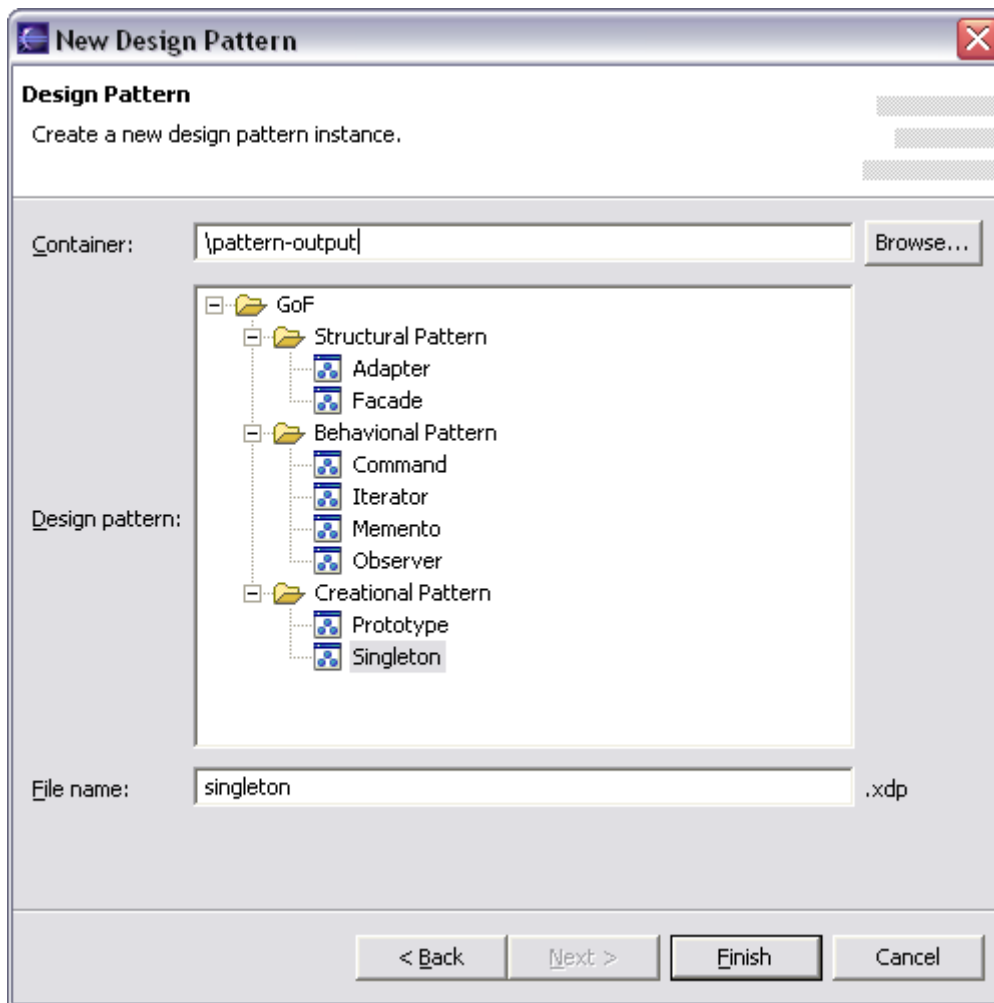 New Design Pattern
Design Pattern
Create a new design pattern instance.
Container: \pattern-output Browse...
GoF
Structural Pattern
Adapter
Facade
Behavional Pattern
Command
Iterator
Memento
Design pattern:
Observer
Creational Pattern
Prototype
Singleton
File name: singleton .xdp
< Back Next > Finish Cancel